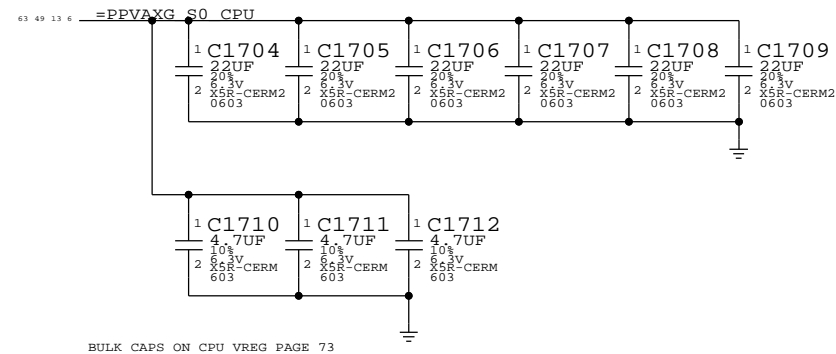 63 49 13 6 =PPVAXG S0 CPU
1 C1704 1 C1705 1 C1706 1 C1707 1 C1708 1 C1709
22UF 22UF 22UF 22UF 22UF 22UF
20% 20% 20% 20% 20% 20%
6.3V 6.3V 6.3V 6.3V 6.3V 6.3V
2 X5R-CERM2 2 X5R-CERM2 2 X5R-CERM2 2 X5R-CERM2 2 X5R-CERM2 2 X5R-CERM2
0603 0603 0603 0603 0603 0603
1 C1710 1 C1711 1 C1712
4.7UF 4.7UF 4.7UF
10% 10% 10%
6.3V 6.3V 6.3V
2 X5R-CERM 2 X5R-CERM 2 X5R-CERM
603 603 603
BULK CAPS ON CPU VREG PAGE 73